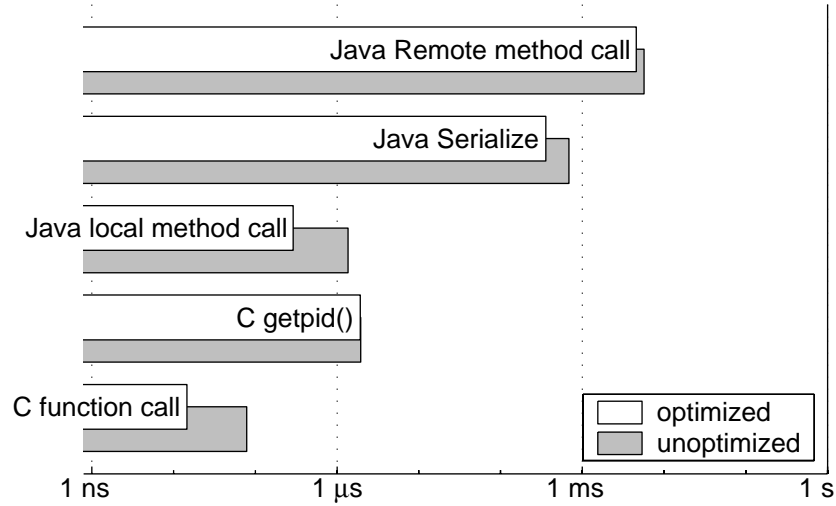 Java Remote method call
Java Serialize
Java local method call
C getpid()
C function call
optimized
unoptimized
1 ns
1 μs
1 ms
1 s